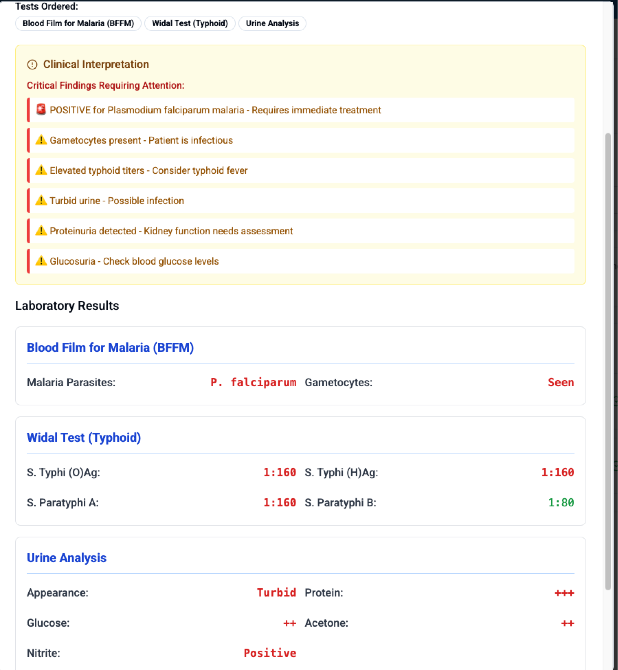 Tests Ordered:
Blood Film for Malaria (BFFM) Widal Test (Typhoid) Urine Analysis
Clinical Interpretation
Critical Findings Requiring Attention:
🚨 POSITIVE for Plasmodium falciparum malaria - Requires immediate treatment
⚠️ Gametocytes present - Patient is infectious
⚠️ Elevated typhoid titers - Consider typhoid fever
⚠️ Turbid urine - Possible infection
⚠️ Proteinuria detected - Kidney function needs assessment
⚠️ Glucosuria - Check blood glucose levels
Laboratory Results
Blood Film for Malaria (BFFM)
Malaria Parasites: P. falciparum Gametocytes: Seen
Widal Test (Typhoid)
S. Typhi (O)Ag: 1:160 S. Typhi (H)Ag: 1:160
S. Paratyphi A: 1:160 S. Paratyphi B: 1:80
Urine Analysis
Appearance: Turbid Protein: +++
Glucose: ++ Acetone: ++
Nitrite: Positive